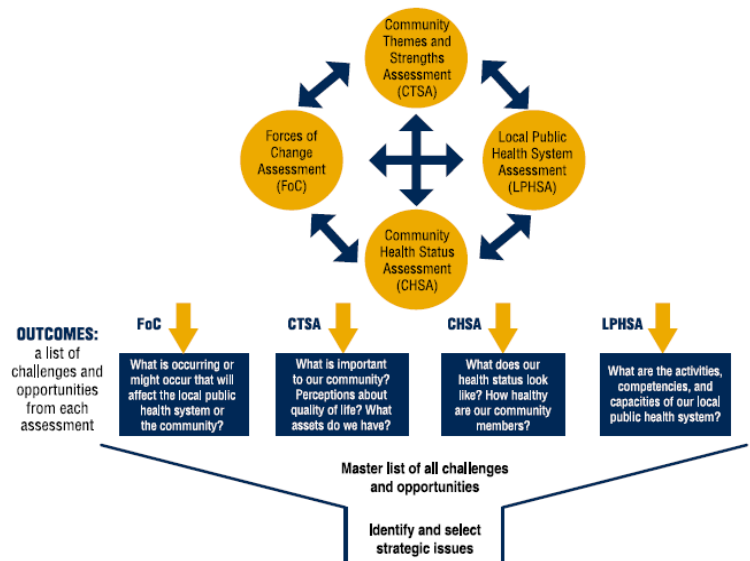 Community
Themes and
Strengths
Assessment
(CTSA)
Forces of
Change
Assessment
(FoC)
Local Public
Health System
Assessment
(LPHSA)
Community
Health Status
Assessment
(CHSA)
OUTCOMES:
a list of
challenges and
opportunities
from each
assessment
FoC
What is occurring or
might occur that will
affect the local public
health system or
the community?
CTSA
What is important
to our community?
Perceptions about
quality of life? What
assets do we have?
CHSA
What does our
health status look
like? How healthy
are our community
members?
LPHSA
What are the activities,
competencies, and
capacities of our local
public health system?
Master list of all challenges
and opportunities
Identify and select
strategic issues